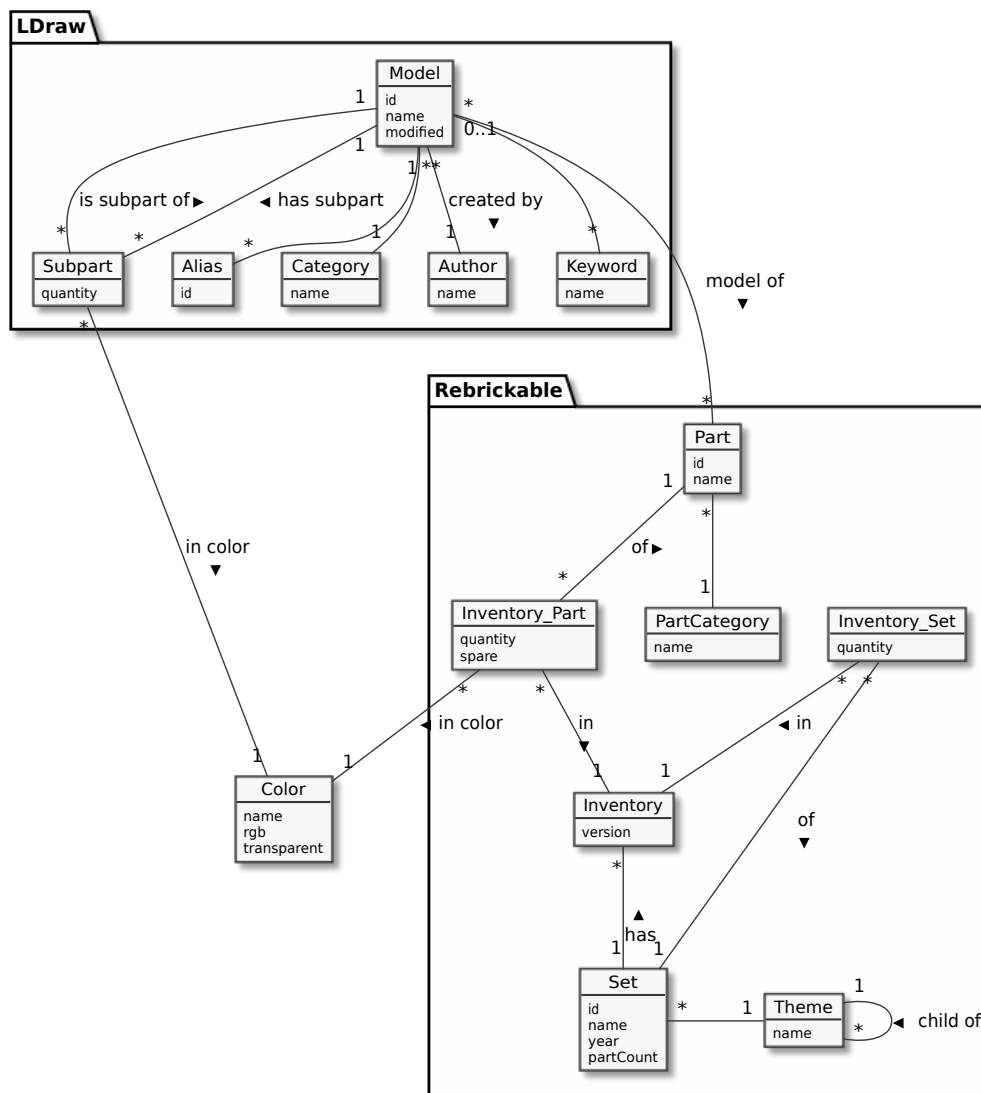 LDraw
Model
id
name
modified
1
*
0..1
1
1
*
*
is subpart of ►
◄ has subpart
created by
▼
*
*
*
1
1
*
Subpart
quantity
Alias
id
Category
name
Author
name
Keyword
name
model of
▼
*
Rebrickable
*
Part
id
name
1
*
of ►
in color
▼
*
1
Inventory_Part
quantity
spare
PartCategory
name
Inventory_Set
quantity
*
*
*
*
◄ in color
in
▼
◄ in
1
1
1
1
Color
name
rgb
transparent
Inventory
version
of
▼
*
▲
has
1
1
Set
id
name
year
partCount
*
1
Theme
name
1
*
◄ child of